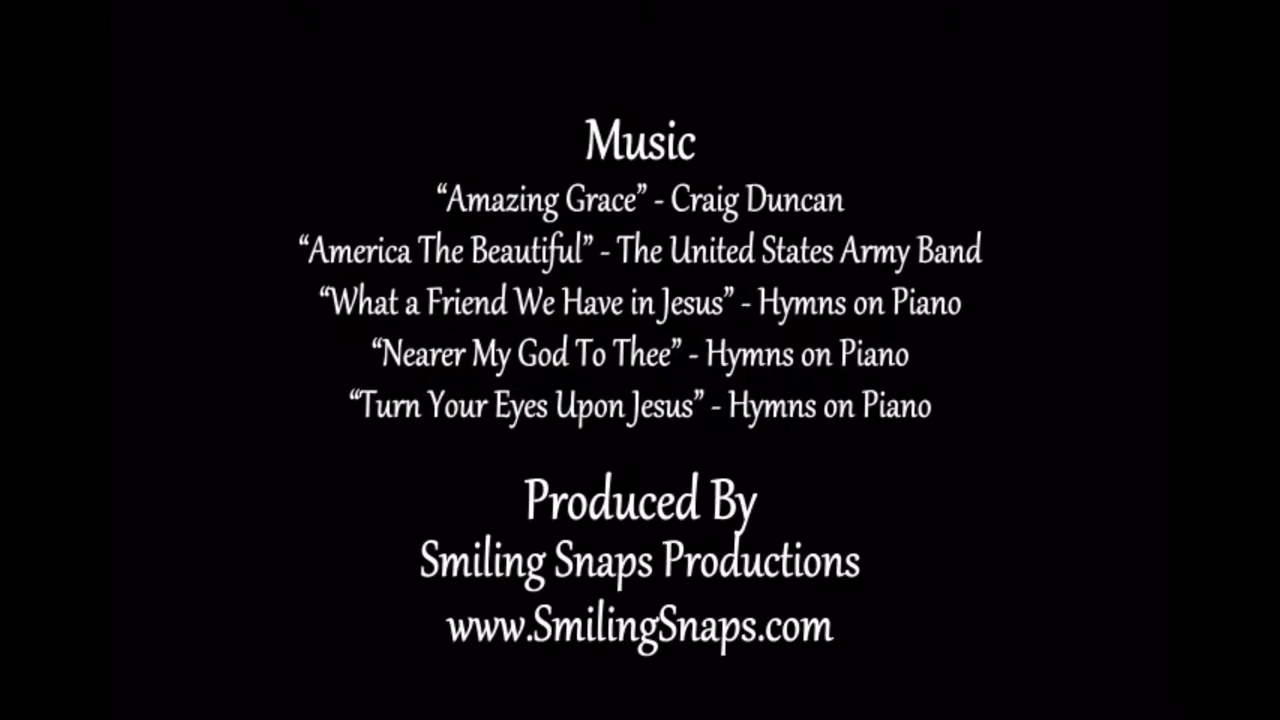 Music
“Amazing Grace” - Craig Duncan
“America The Beautiful” - The United States Army Band
“What a Friend We Have in Jesus” - Hymns on Piano
“Nearer My God To Thee” - Hymns on Piano
“Turn Your Eyes Upon Jesus” - Hymns on Piano
Produced By
Smiling Snaps Productions
www.SmilingSnaps.com